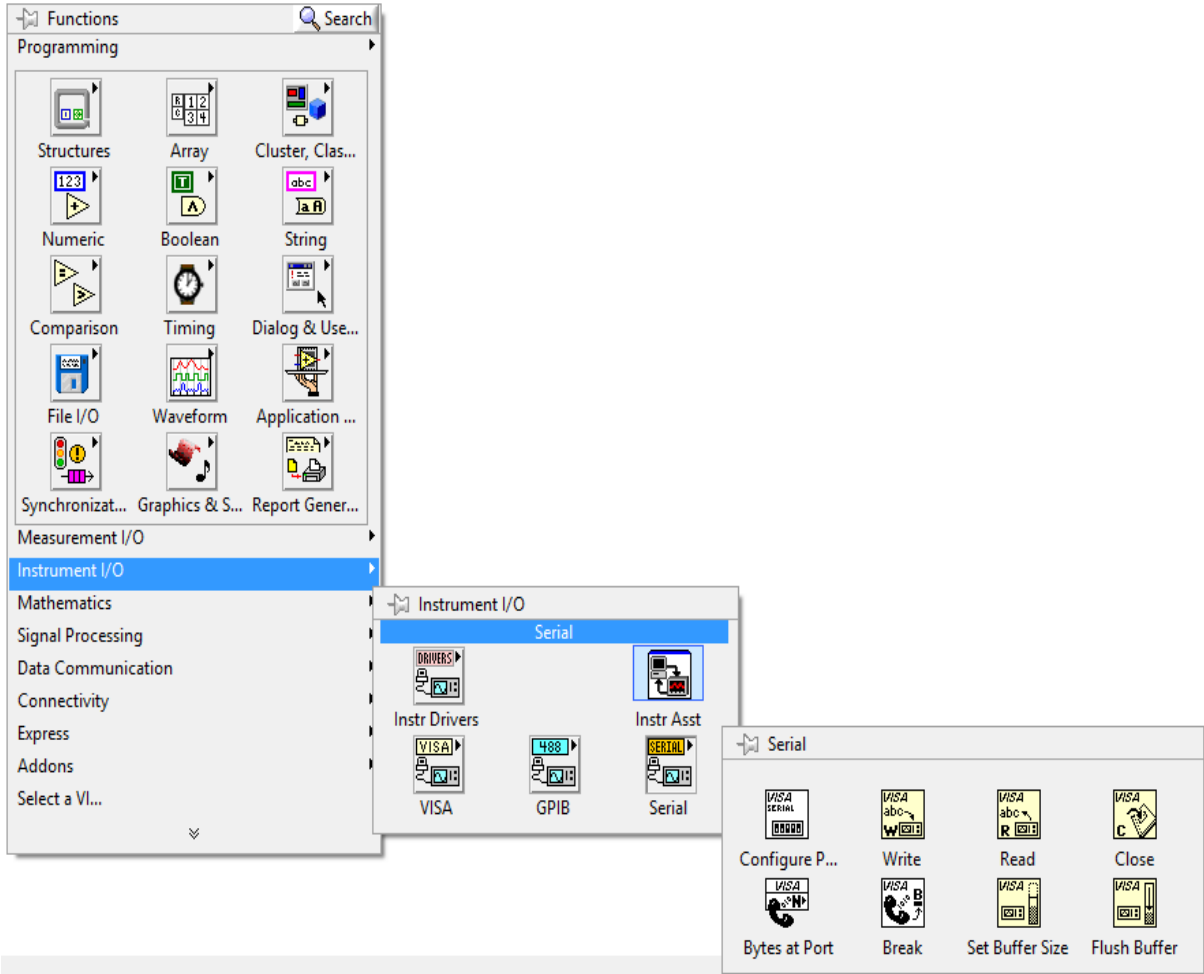 Functions
Search
Programming
Structures
Array
Cluster, Clas...
Numeric
Boolean
String
Comparison
Timing
Dialog & Use...
File I/O
Waveform
Application ...
Synchronizat...
Graphics & S...
Report Gener...
Measurement I/O
Instrument I/O
Mathematics
Signal Processing
Data Communication
Connectivity
Express
Addons
Select a VI...
Instrument I/O
Serial
DRIVERS
Instr Drivers
Instr Asst
VISA
488
SERIAL
VISA
GPIB
Serial
Serial
VISA SERIAL
VISA abc W
VISA abc R
VISA C
Configure P...
Write
Read
Close
VISA N
VISA B
VISA
VISA
Bytes at Port
Break
Set Buffer Size
Flush Buffer